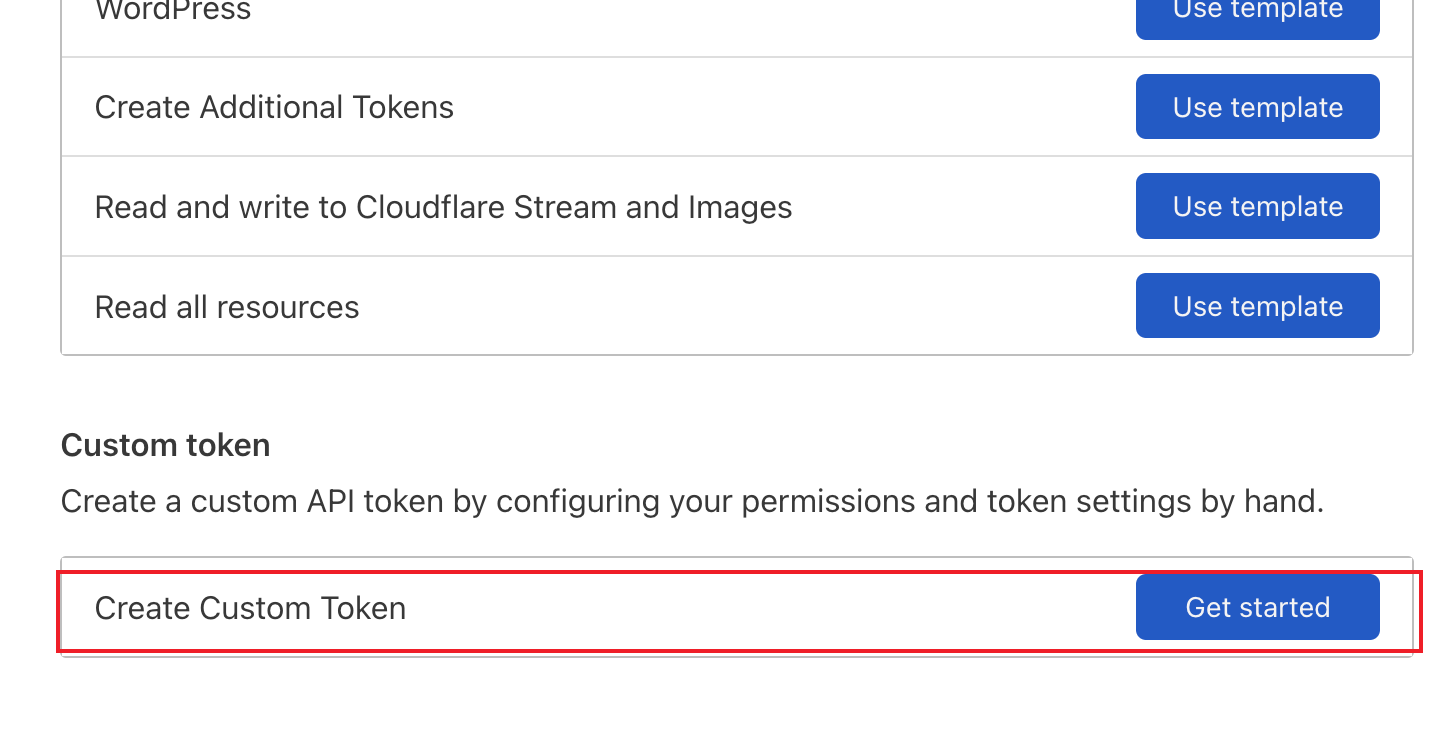 WordPress
Use template
Create Additional Tokens
Use template
Read and write to Cloudflare Stream and Images
Use template
Read all resources
Use template
Custom token
Create a custom API token by configuring your permissions and token settings by hand.
Create Custom Token
Get started